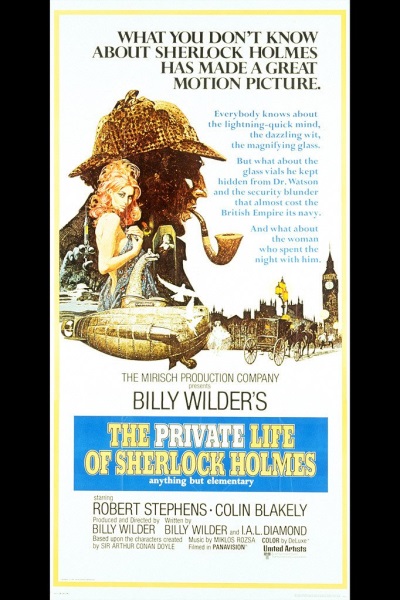 WHAT YOU DON'T KNOW
ABOUT SHERLOCK HOLMES
HAS MADE A GREAT
MOTION PICTURE.
Everybody knows about
the lightning-quick mind,
the dazzling wit,
the magnifying glass.
But what about the
glass vials he kept
hidden from Dr. Watson
and the security blunder
that almost cost the
British Empire its navy.
And what about
the woman
who spent the
night with him.
THE MIRISCH PRODUCTION COMPANY
presents
BILLY WILDER'S
THE PRIVATE LIFE
OF SHERLOCK HOLMES
anything but elementary
starring
ROBERT STEPHENS · COLIN BLAKELY
Produced and Directed by Written by
BILLY WILDER BILLY WILDER and I.A.L. DIAMOND
Based upon the characters created Music by MIKLOS ROZSA COLOR by DeLuxe
by SIR ARTHUR CONAN DOYLE Filmed in PANAVISION United Artists